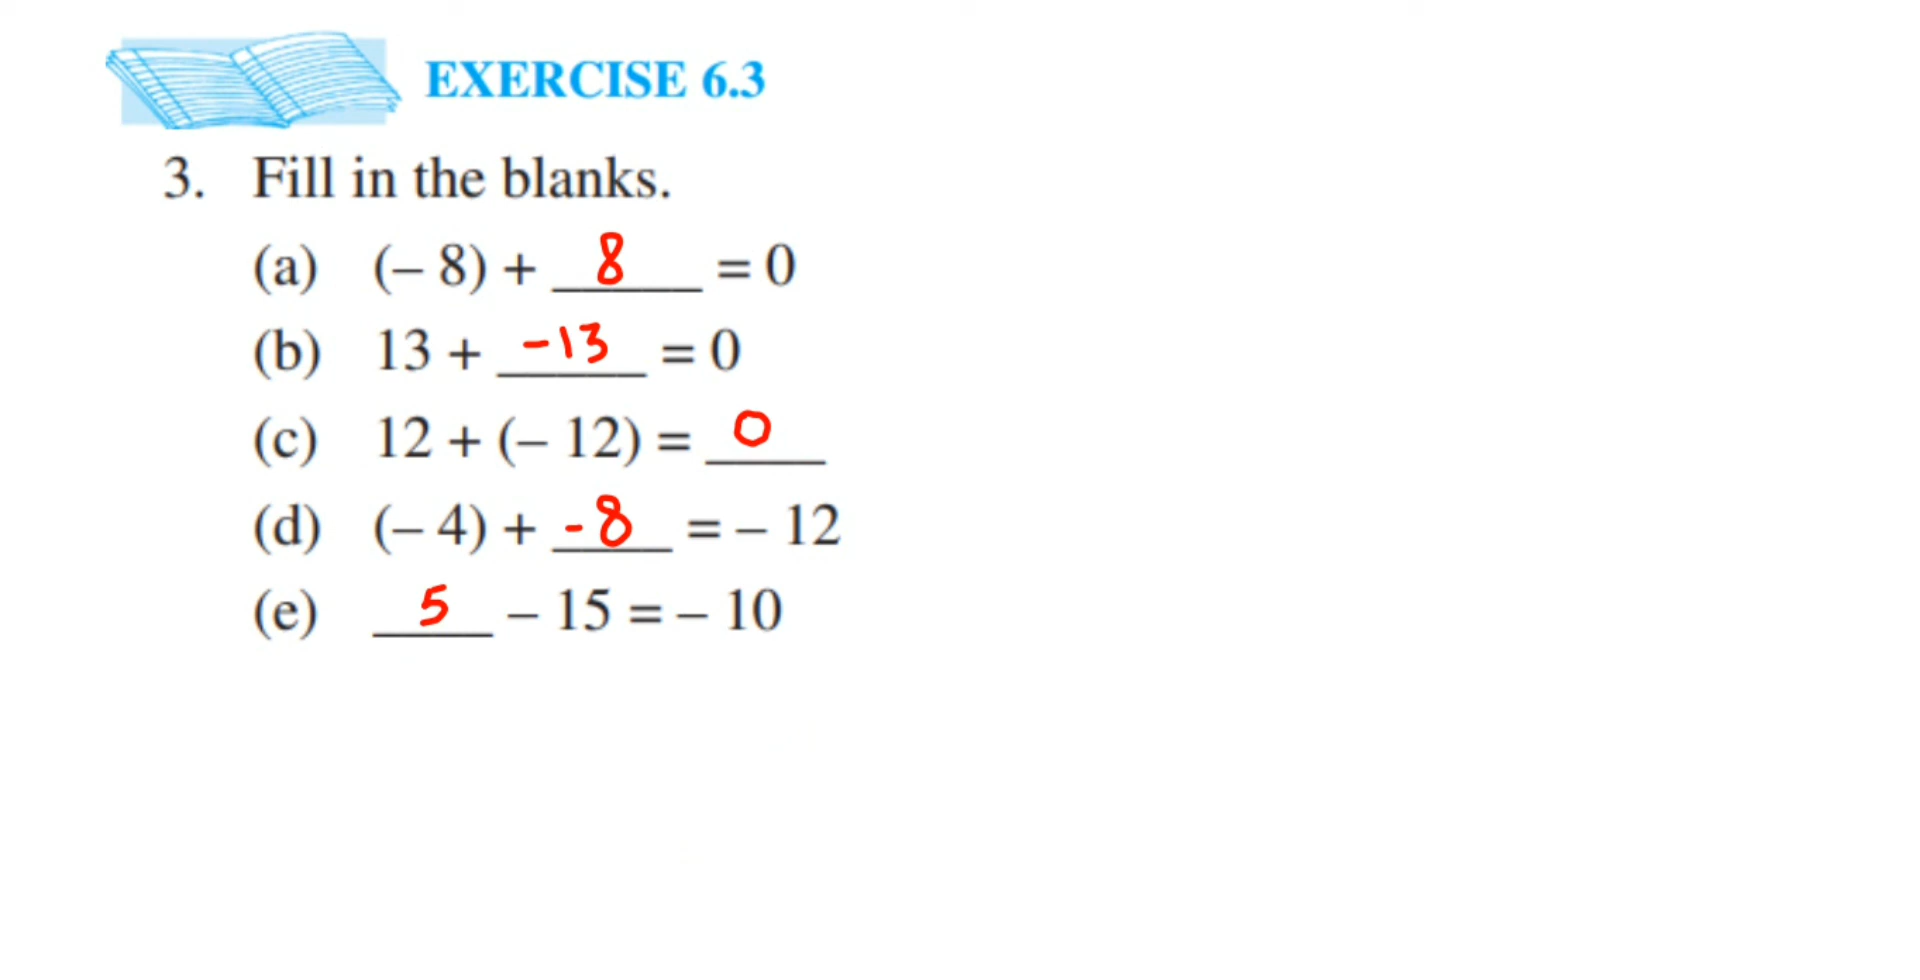 EXERCISE 6.3
3. Fill in the blanks.
(a) (– 8) + 8 = 0
(b) 13 + -13 = 0
(c) 12 + (– 12) = 0
(d) (– 4) + -8 = – 12
(e) 5 – 15 = – 10